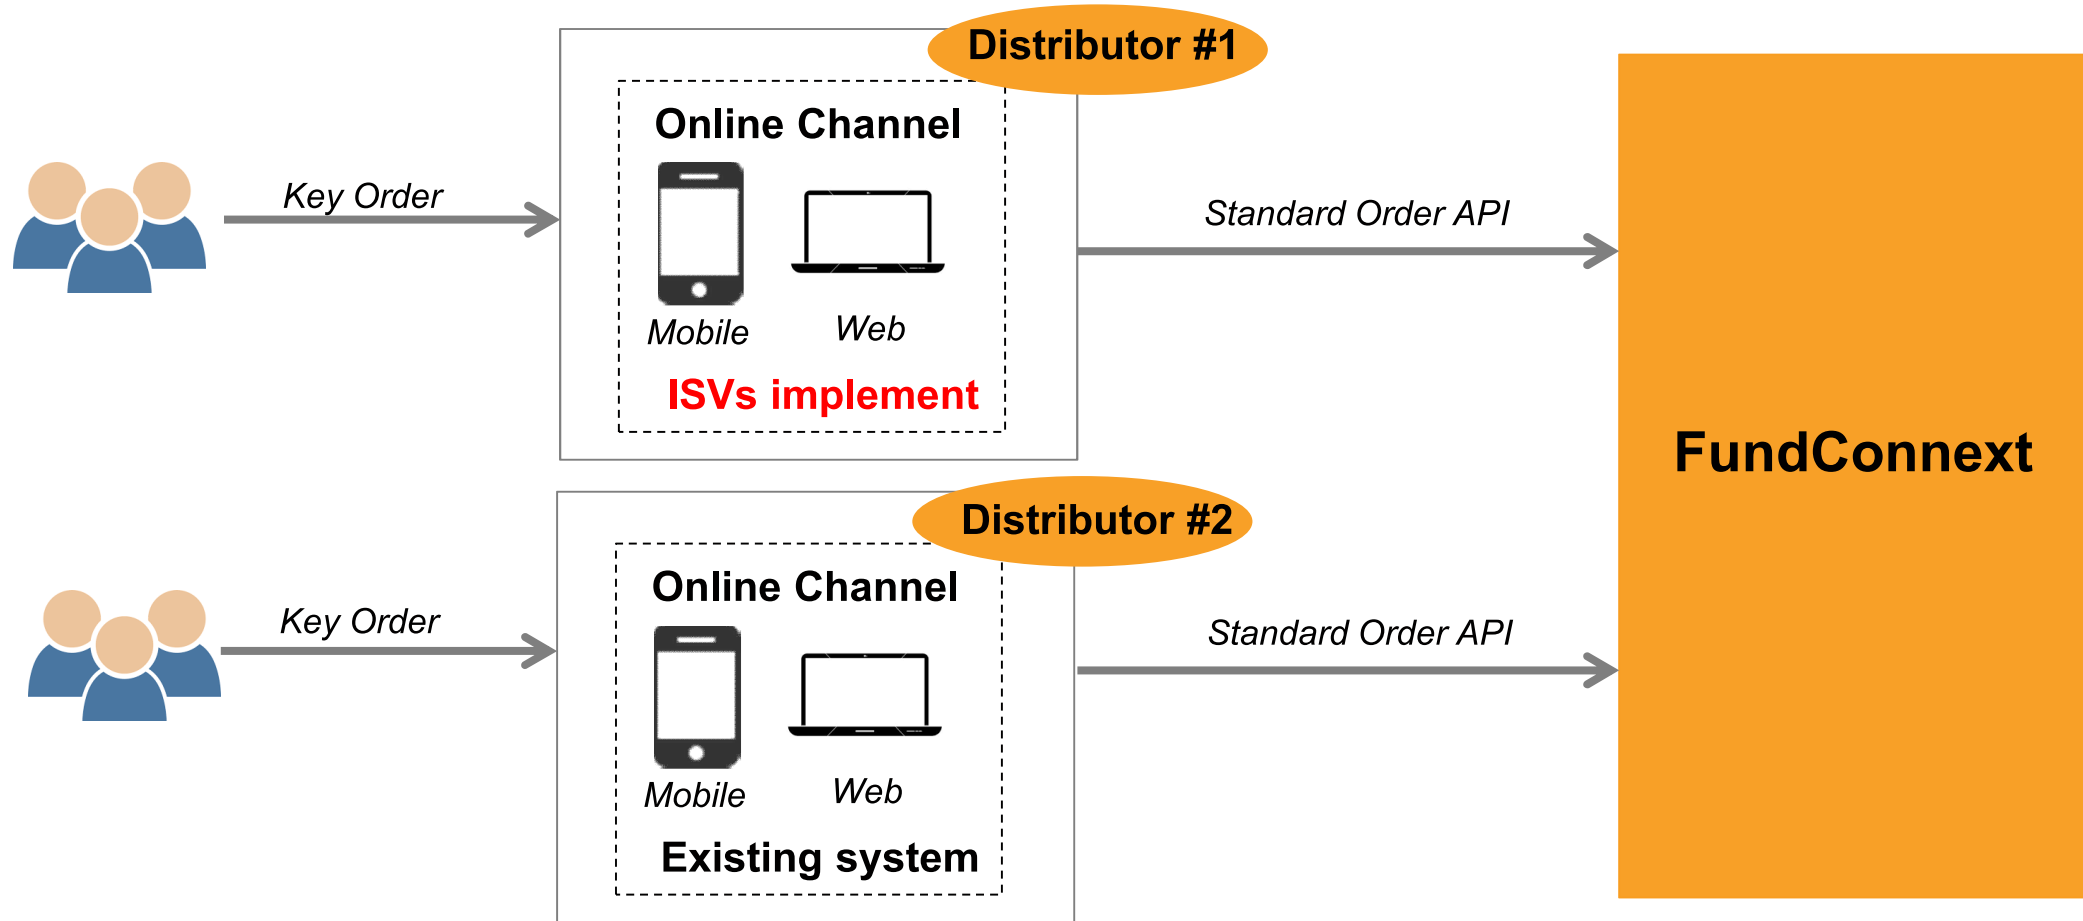 Distributor #1
Online Channel
Key Order
Standard Order API
Mobile
Web
ISVs implement
FundConnext
Distributor #2
Online Channel
Key Order
Standard Order API
Mobile
Web
Existing system